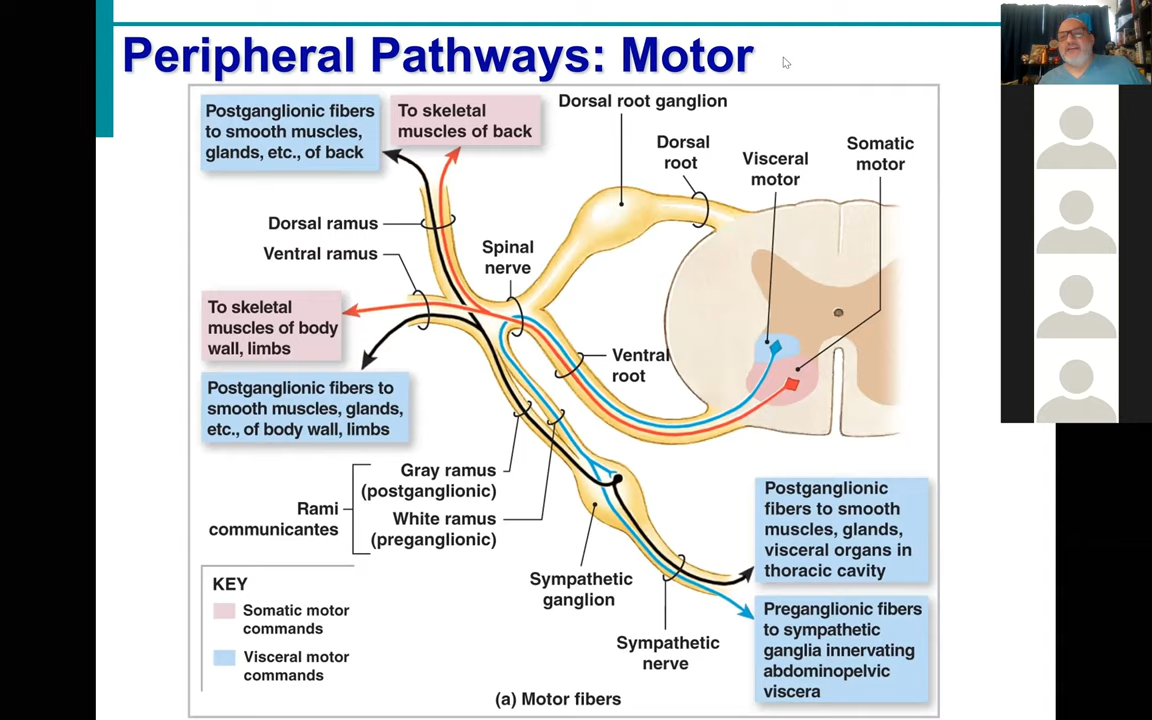 Peripheral Pathways: Motor
Postganglionic fibers
to smooth muscles,
glands, etc., of back
To skeletal
muscles of back
Dorsal root ganglion
Dorsal
root
Visceral
motor
Somatic
motor
Dorsal ramus
Ventral ramus
Spinal
nerve
To skeletal
muscles of body
wall, limbs
Ventral
root
Postganglionic fibers to
smooth muscles, glands,
etc., of body wall, limbs
Gray ramus
(postganglionic)
Rami
communicantes
White ramus
(preganglionic)
Postganglionic
fibers to smooth
muscles, glands,
visceral organs in
thoracic cavity
Sympathetic
ganglion
KEY
Somatic motor
commands
Visceral motor
commands
Sympathetic
nerve
Preganglionic fibers
to sympathetic
ganglia innervating
abdominopelvic
viscera
(a) Motor fibers